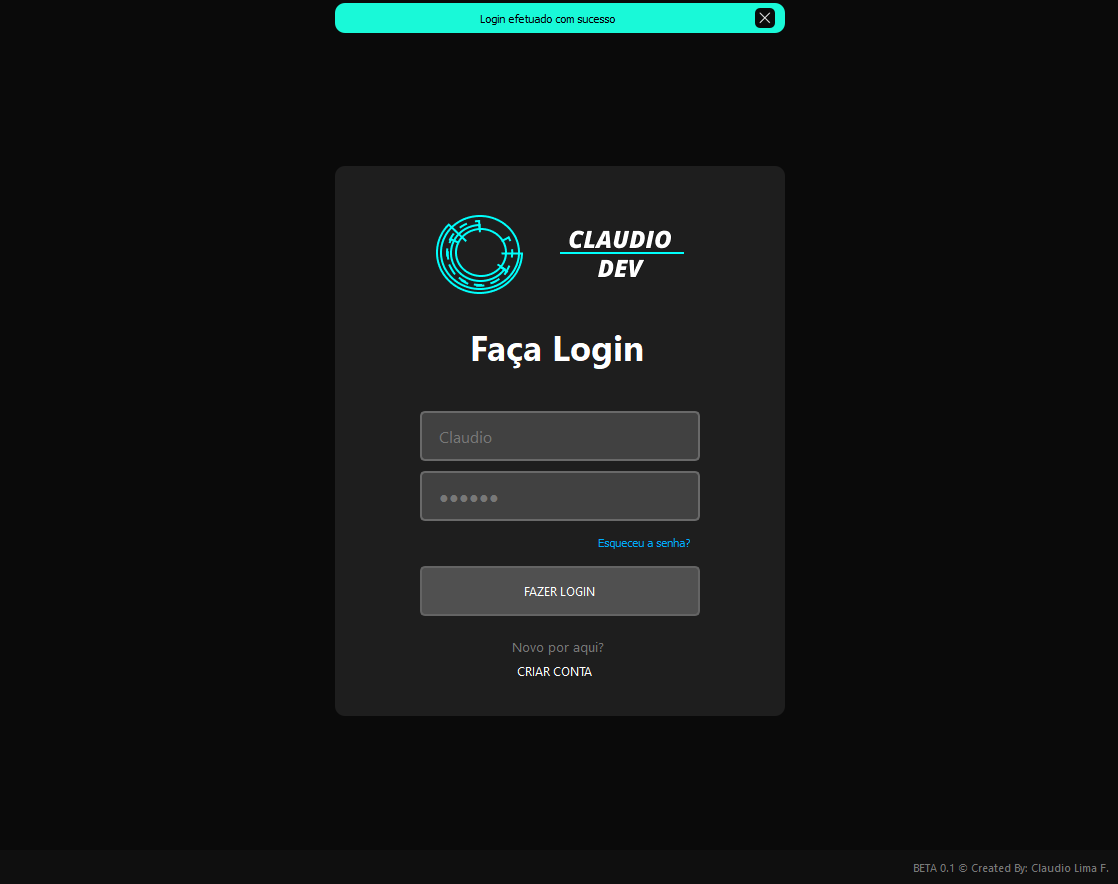 Login efetuado com sucesso
CLAUDIO
DEV
Faça Login
Claudio
●●●●●●
Esqueceu a senha?
FAZER LOGIN
Novo por aqui?
CRIAR CONTA
BETA 0.1 © Created By: Claudio Lima F.